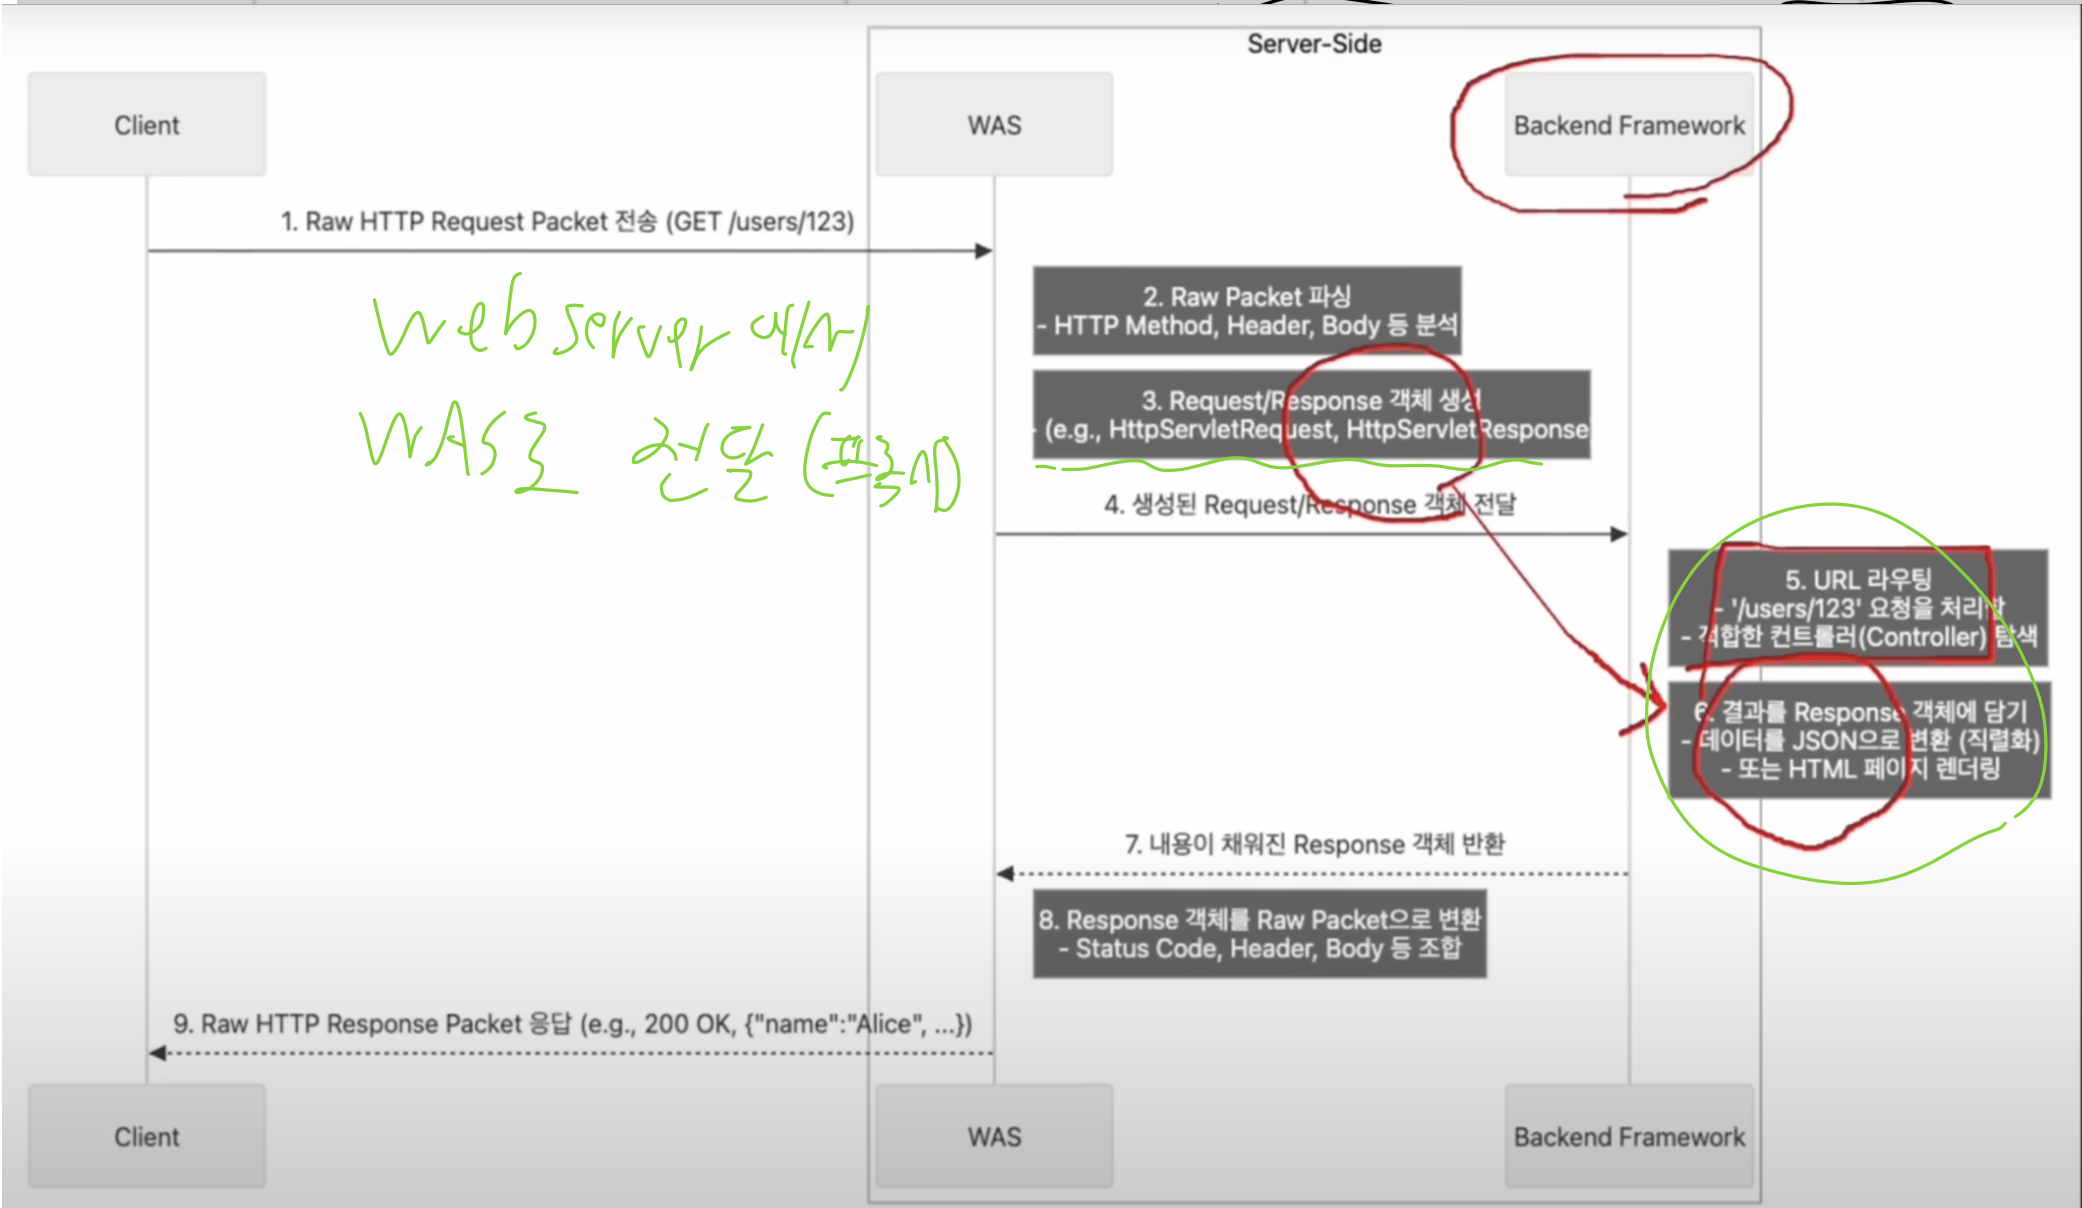 Server-Side
Client
WAS
Backend Framework
1. Raw HTTP Request Packet 전송 (GET /users/123)
web server에서
WAS로 전달 (프록시)
2. Raw Packet 파싱
- HTTP Method, Header, Body 등 분석
3. Request/Response 객체 생성
- (e.g., HttpServletRequest, HttpServletResponse
4. 생성된 Request/Response 객체 전달
5. URL 라우팅
- '/users/123' 요청을 처리할
- 적합한 컨트롤러(Controller) 탐색
6. 결과를 Response 객체에 담기
- 데이터를 JSON으로 변환 (직렬화)
- 또는 HTML 페이지 렌더링
7. 내용이 채워진 Response 객체 반환
8. Response 객체를 Raw Packet으로 변환
- Status Code, Header, Body 등 조합
9. Raw HTTP Response Packet 응답 (e.g., 200 OK, {"name":"Alice", ...})
Client
WAS
Backend Framework